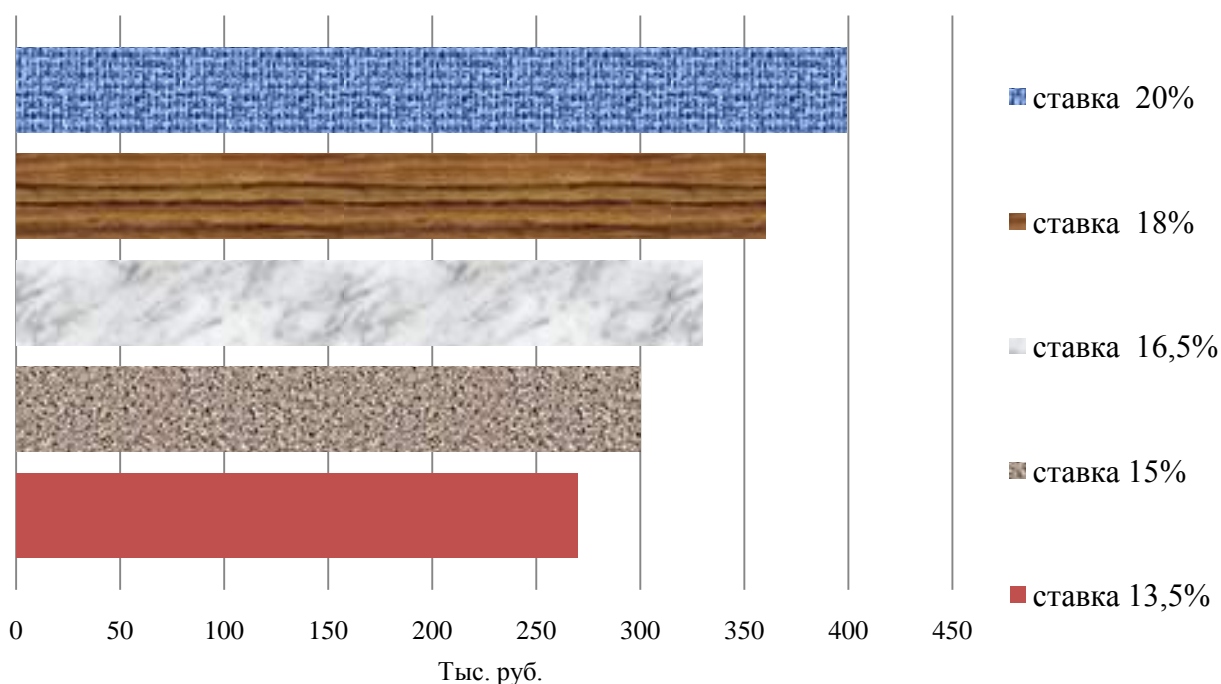 ставка 20%
ставка 18%
ставка 16,5%
ставка 15%
ставка 13,5%
0 50 100 150 200 250 300 350 400 450
Тыс. руб.